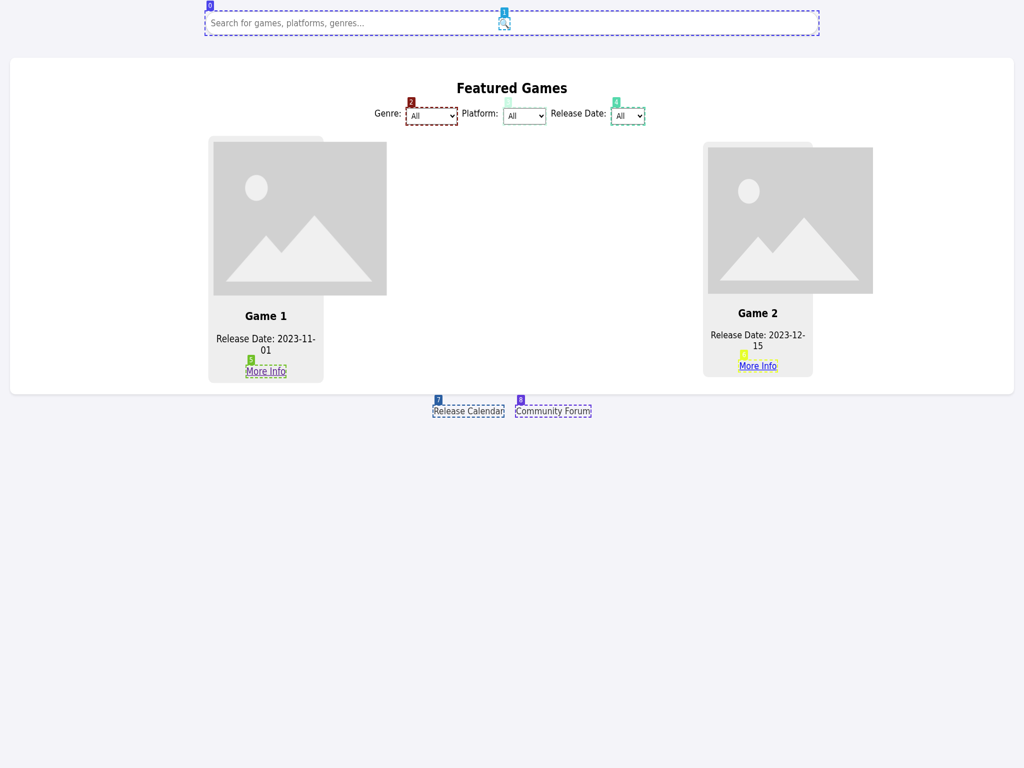 0
1
Search for games, platforms, genres...
Featured Games
2 3 4
Genre: All Platform: All Release Date: All
Game 1
Release Date: 2023-11-
01
5
More Info
Game 2
Release Date: 2023-12-
15
More Info
7 8
Release Calendar Community Forum